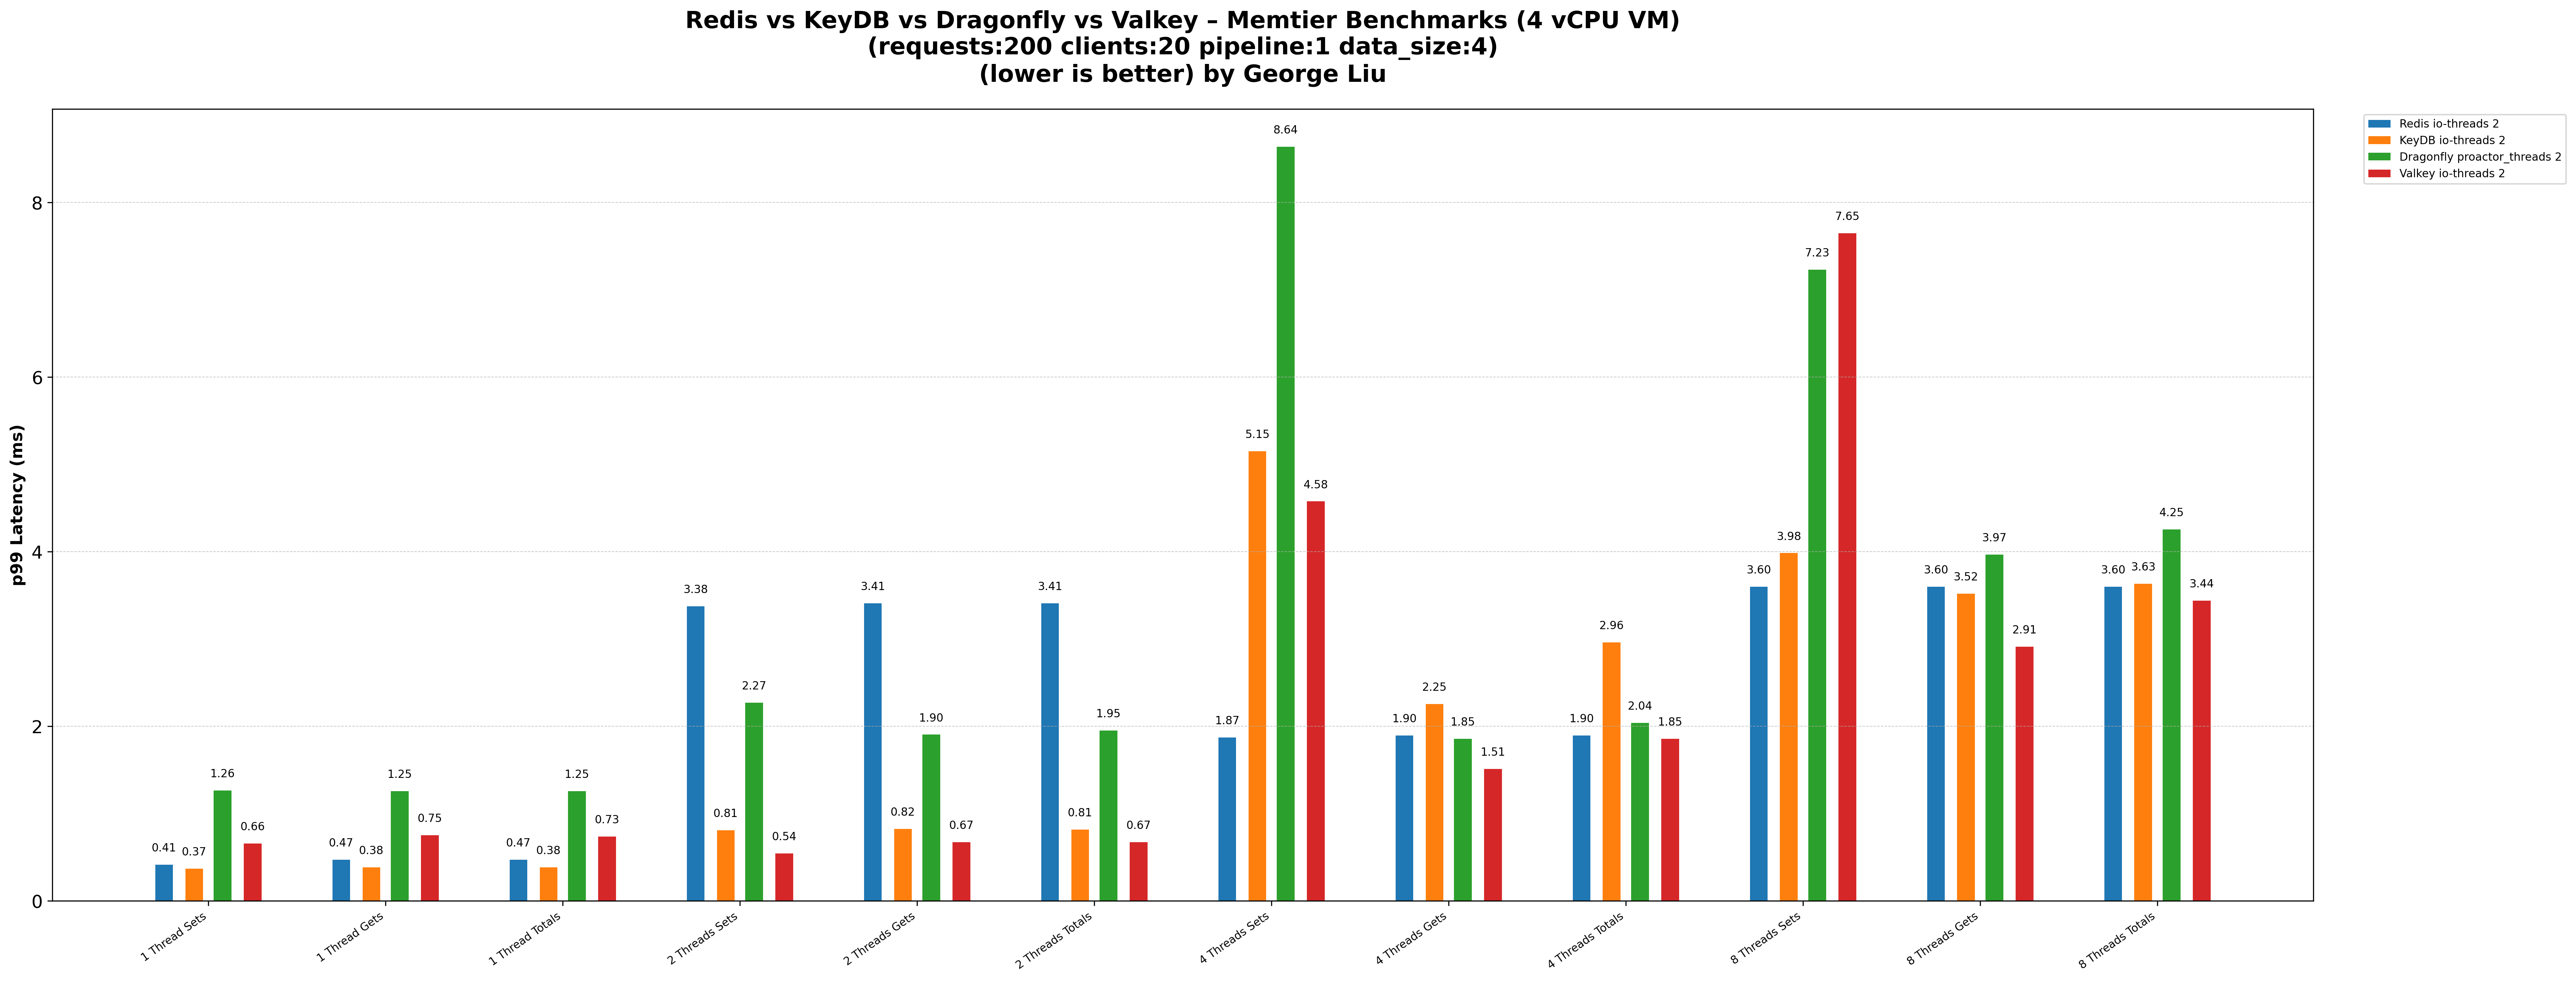 Redis vs KeyDB vs Dragonfly vs Valkey – Memtier Benchmarks (4 vCPU VM)
(requests:200 clients:20 pipeline:1 data_size:4)
(lower is better) by George Liu
Redis io-threads 2
KeyDB io-threads 2
Dragonfly proactor_threads 2
Valkey io-threads 2
p99 Latency (ms)
8
6
4
2
0
0.41 0.37 1.26 0.66
0.47 0.38 1.25 0.75
0.47 0.38 1.25 0.73
3.38 0.81 2.27 0.54
3.41 0.82 1.90 0.67
3.41 0.81 1.95 0.67
1.87 5.15 8.64 4.58
1.90 2.25 1.85 1.51
1.90 2.96 2.04 1.85
3.60 3.98 7.23 7.65
3.60 3.52 3.97 2.91
3.60 3.63 4.25 3.44
1 Thread Sets
1 Thread Gets
1 Thread Totals
2 Threads Sets
2 Threads Gets
2 Threads Totals
4 Threads Sets
4 Threads Gets
4 Threads Totals
8 Threads Sets
8 Threads Gets
8 Threads Totals